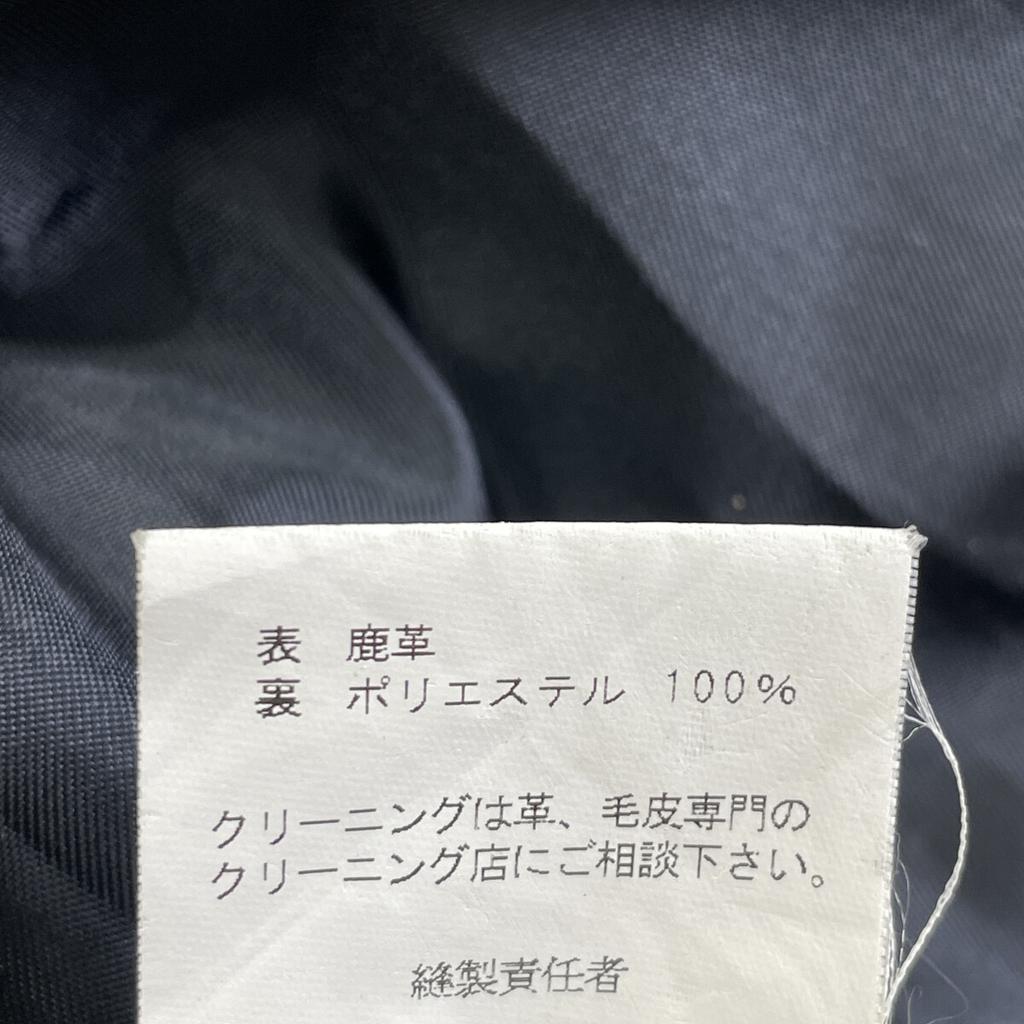 表　鹿革
裏　ポリエステル　100%
クリーニングは革、毛皮専門の
クリーニング店にご相談下さい。
縫製責任者